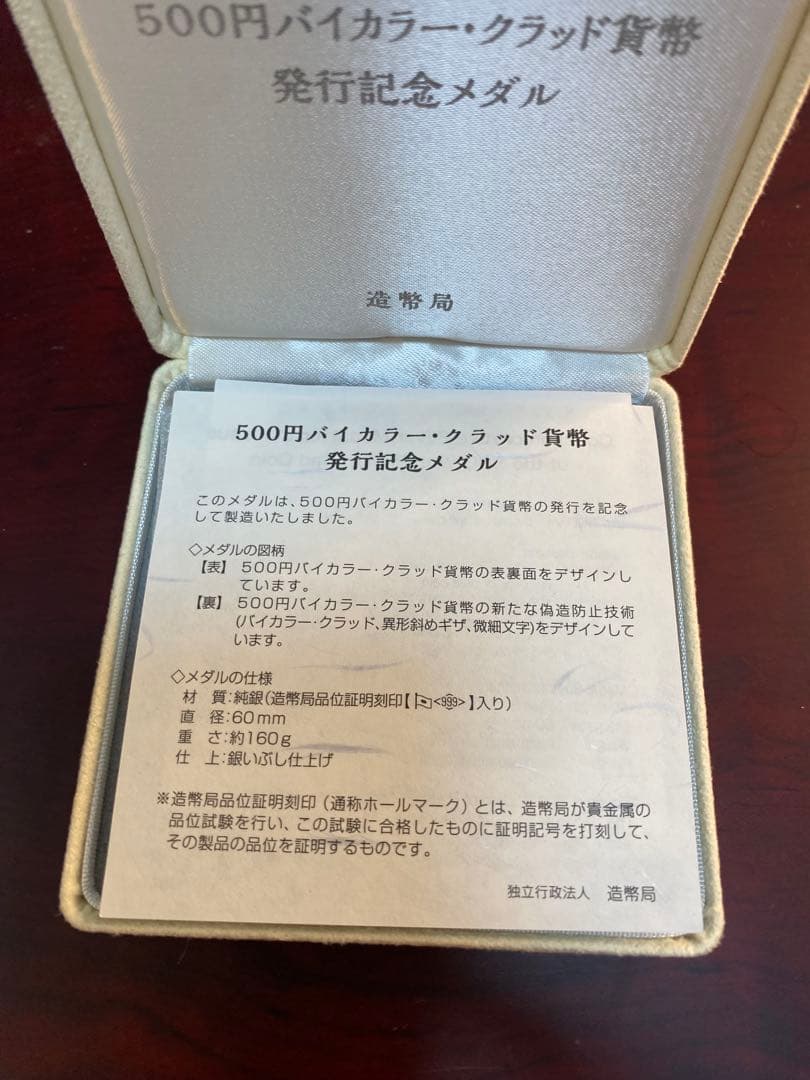 500円バイカラー・クラッド貨幣
発行記念メダル
造幣局
500円バイカラー・クラッド貨幣
発行記念メダル
このメダルは、500円バイカラー・クラッド貨幣の発行を記念
して製造いたしました。
◇メダルの図柄
【表】 500円バイカラー・クラッド貨幣の表裏面をデザインし
ています。
【裏】 500円バイカラー・クラッド貨幣の新たな偽造防止技術
(バイカラー・クラッド、異形斜めギザ、微細文字)をデザインして
います。
◇メダルの仕様
材 質:純銀(造幣局品位証明刻印【<999>】入り)
直 径:60mm
重 さ:約160g
仕 上:銀いぶし仕上げ
※造幣局品位証明刻印(通称ホールマーク)とは、造幣局が貴金属の
品位試験を行い、この試験に合格したものに証明記号を打刻して、
その製品の品位を証明するものです。
独立行政法人 造幣局